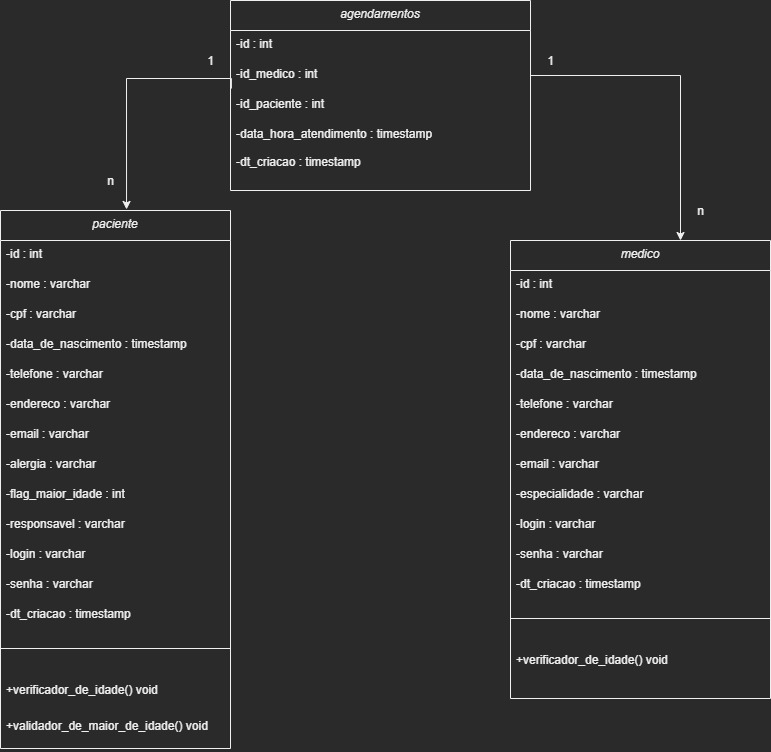 agendamentos
-id : int
-id_medico : int
-id_paciente : int
-data_hora_atendimento : timestamp
-dt_criacao : timestamp
1
n
1
n
paciente
-id : int
-nome : varchar
-cpf : varchar
-data_de_nascimento : timestamp
-telefone : varchar
-endereco : varchar
-email : varchar
-alergia : varchar
-flag_maior_idade : int
-responsavel : varchar
-login : varchar
-senha : varchar
-dt_criacao : timestamp
+verificador_de_idade() void
+validador_de_maior_de_idade() void
medico
-id : int
-nome : varchar
-cpf : varchar
-data_de_nascimento : timestamp
-telefone : varchar
-endereco : varchar
-email : varchar
-especialidade : varchar
-login : varchar
-senha : varchar
-dt_criacao : timestamp
+verificador_de_idade() void